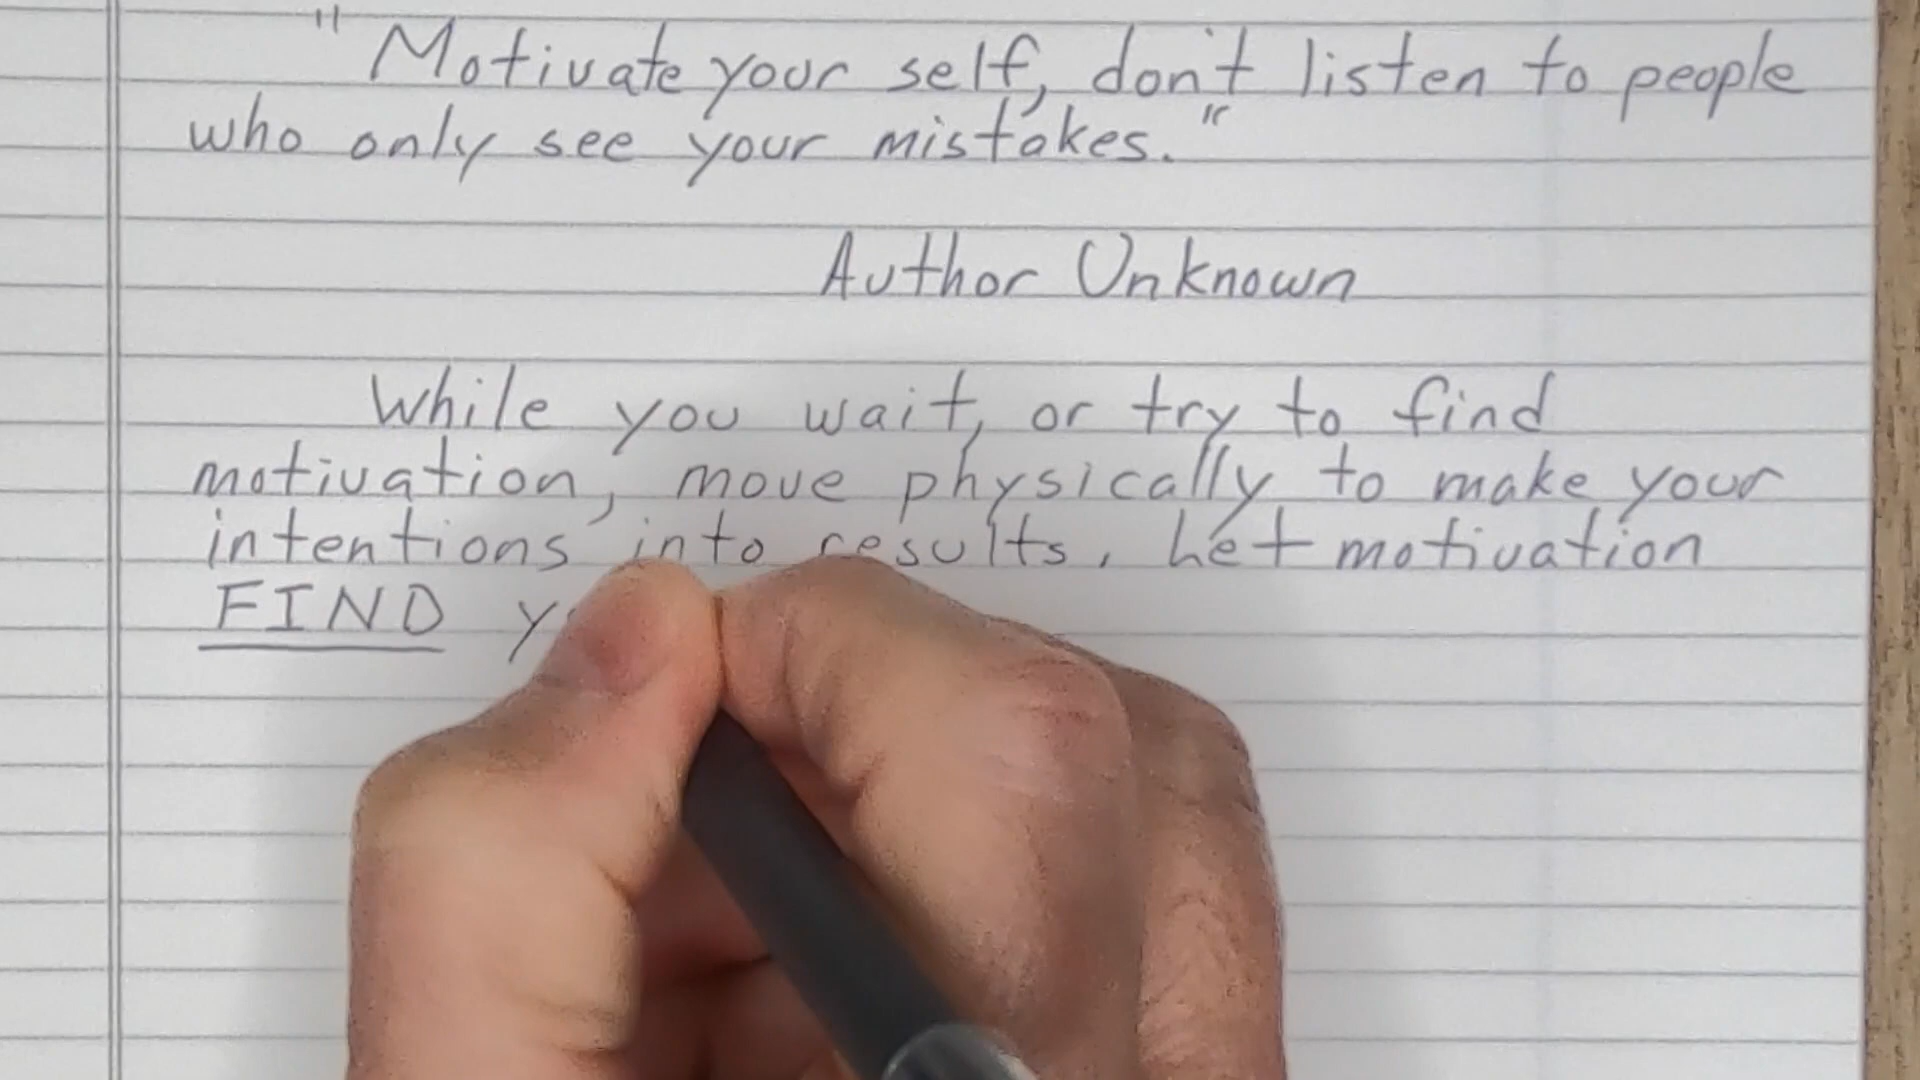 "Motivate your self, don't listen to people
who only see your mistakes."
Author Unknown
While you wait, or try to find
motivation, move physically to make your
intentions into results. Let motivation
FIND